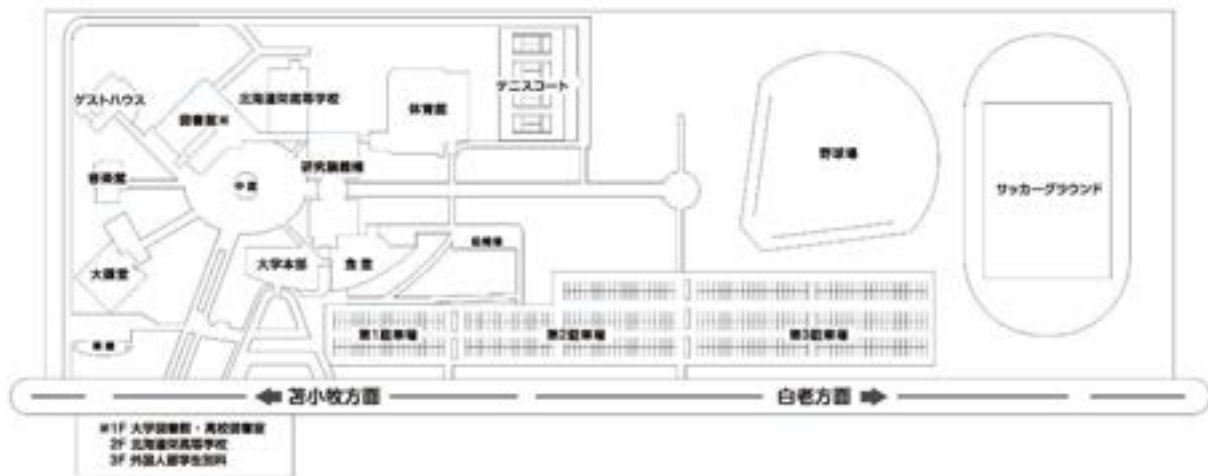 ゲストハウス
北海道栄高等学校
図書館※
体育館
テニスコート
研究実験棟
野球場
サッカーグラウンド
音楽館
中庭
大講堂
大学本部
食堂
第1駐車場
第2駐車場
第3駐車場
苫小牧方面
白老方面
※1F 大学図書館・高校図書室
2F 北海道栄高等学校
3F 外国人留学生別科